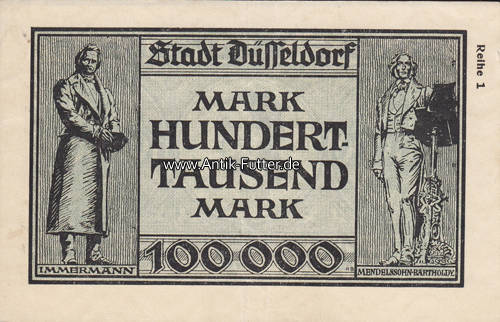 Stadt Düsseldorf
MARK
HUNDERT-
TAUSEND
MARK
100 000
IMMERMANN
MENDELSSOHN-BARTHOLDY
Reihe 1
www.Antik-Futter.de